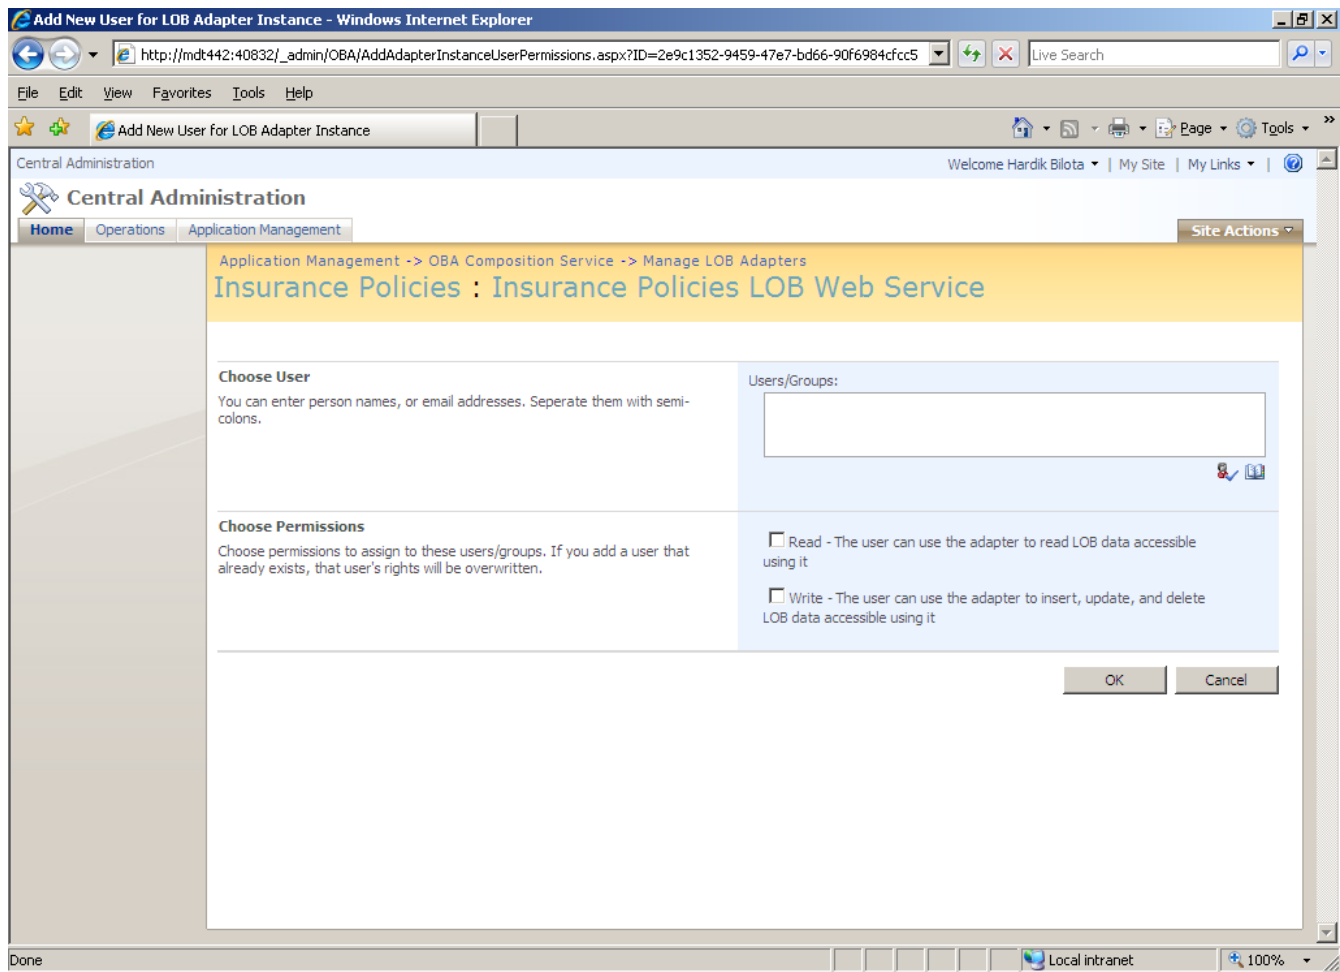 Add New User for LOB Adapter Instance - Windows Internet Explorer
http://mdt442:40832/_admin/OBA/AddAdapterInstanceUserPermissions.aspx?ID=2e9c1352-9459-47e7-bd66-90f6984cfcc5
Live Search
File Edit View Favorites Tools Help
Add New User for LOB Adapter Instance
Page Tools »
Central Administration
Welcome Hardik Bilota | My Site | My Links |
Central Administration
Home Operations Application Management
Site Actions
Application Management -> OBA Composition Service -> Manage LOB Adapters
Insurance Policies : Insurance Policies LOB Web Service
Choose User
You can enter person names, or email addresses. Seperate them with semi-
colons.
Users/Groups:
Choose Permissions
Choose permissions to assign to these users/groups. If you add a user that
already exists, that user's rights will be overwritten.
Read - The user can use the adapter to read LOB data accessible
using it
Write - The user can use the adapter to insert, update, and delete
LOB data accessible using it
OK Cancel
Done
Local intranet
100%